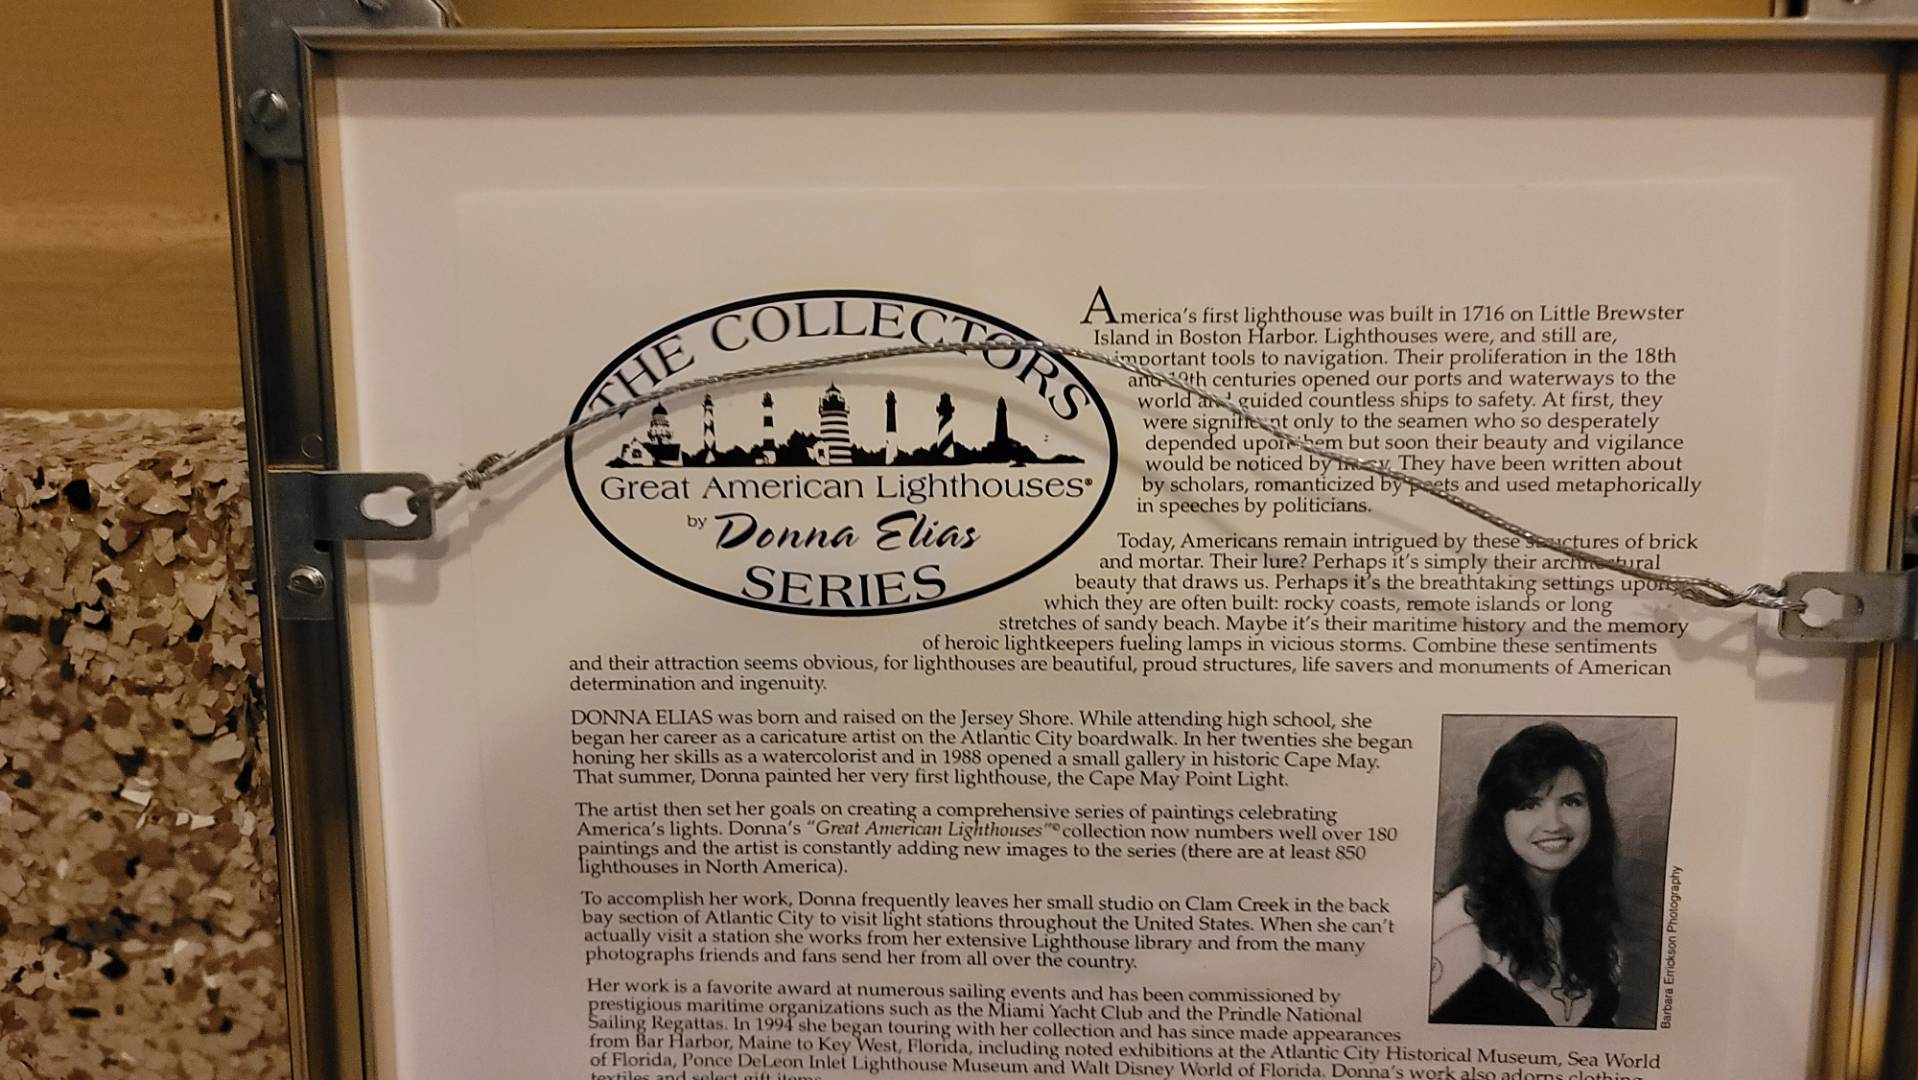 THE COLLECTORS
Great American Lighthouses®
by Donna Elias
SERIES
America's first lighthouse was built in 1716 on Little Brewster
Island in Boston Harbor. Lighthouses were, and still are,
important tools to navigation. Their proliferation in the 18th
and 19th centuries opened our ports and waterways to the
world and guided countless ships to safety. At first, they
were significant only to the seamen who so desperately
depended upon them but soon their beauty and vigilance
would be noticed by many. They have been written about
by scholars, romanticized by poets and used metaphorically
in speeches by politicians.
Today, Americans remain intrigued by these structures of brick
and mortar. Their lure? Perhaps it's simply their architectural
beauty that draws us. Perhaps it's the breathtaking settings upon
which they are often built: rocky coasts, remote islands or long
stretches of sandy beach. Maybe it's their maritime history and the memory
of heroic lightkeepers fueling lamps in vicious storms. Combine these sentiments
and their attraction seems obvious, for lighthouses are beautiful, proud structures, life savers and monuments of American
determination and ingenuity.
DONNA ELIAS was born and raised on the Jersey Shore. While attending high school, she
began her career as a caricature artist on the Atlantic City boardwalk. In her twenties she began
honing her skills as a watercolorist and in 1988 opened a small gallery in historic Cape May.
That summer, Donna painted her very first lighthouse, the Cape May Point Light.
The artist then set her goals on creating a comprehensive series of paintings celebrating
America's lights. Donna's "Great American Lighthouses"© collection now numbers well over 180
paintings and the artist is constantly adding new images to the series (there are at least 850
lighthouses in North America).
To accomplish her work, Donna frequently leaves her small studio on Clam Creek in the back
bay section of Atlantic City to visit light stations throughout the United States. When she can't
actually visit a station she works from her extensive Lighthouse library and from the many
photographs friends and fans send her from all over the country.
Her work is a favorite award at numerous sailing events and has been commissioned by
prestigious maritime organizations such as the Miami Yacht Club and the Prindle National
Sailing Regattas. In 1994 she began touring with her collection and has since made appearances
from Bar Harbor, Maine to Key West, Florida, including noted exhibitions at the Atlantic City Historical Museum, Sea World
of Florida, Ponce DeLeon Inlet Lighthouse Museum and Walt Disney World of Florida. Donna's work also adorns clothing,
textiles and select gift items.
Barbara Errickson Photography